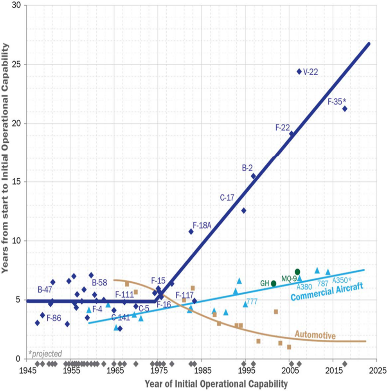 30
25
20
15
10
5
0
Years from start to Initial Operational Capability
V-22
F-35*
F-22
B-2
C-17
F-18A
B-47
B-58
F-15
F-111
F-117
F-4
F-16
C-5
F-86
C-141
777
GH
MQ-9
A380
787
A350*
Commercial Aircraft
Automotive
*projected
1945
1955
1965
1975
1985
1995
2005
2015
2025
Year of Initial Operational Capability